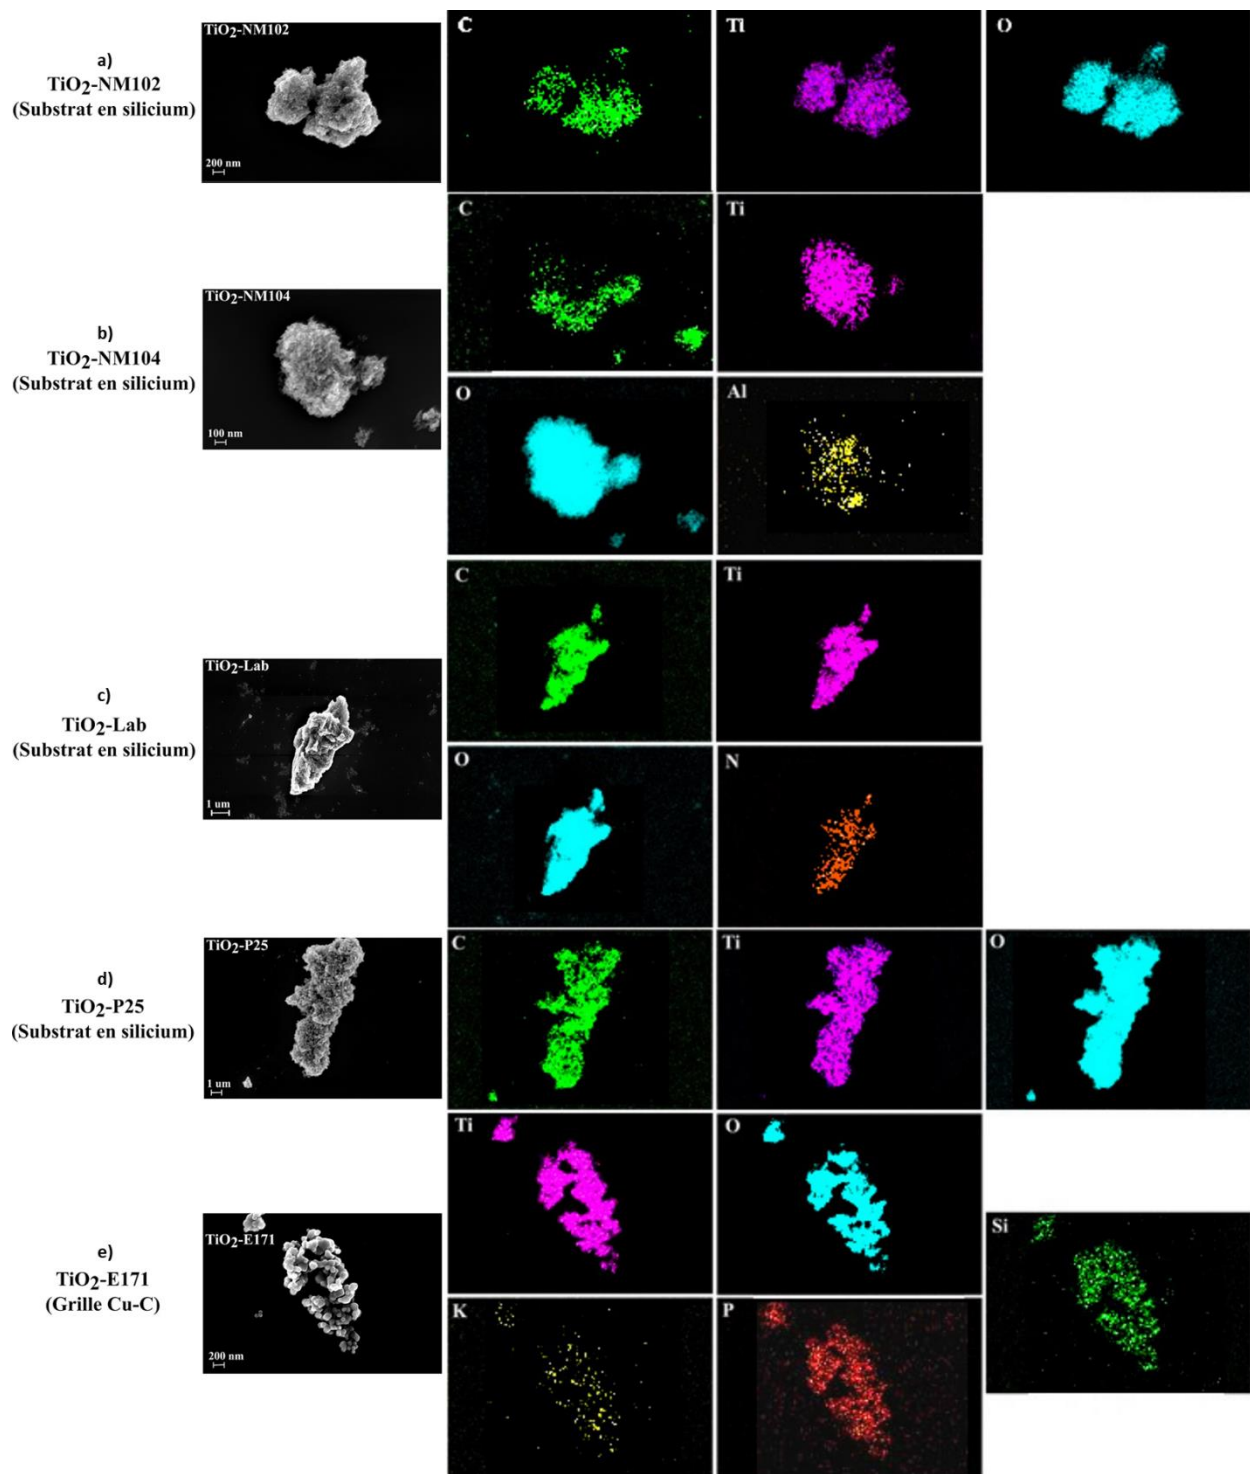 a)
TiO2-NM102
(Substrat en silicium)
TiO2-NM102
200 nm
C
Ti
O
b)
TiO2-NM104
(Substrat en silicium)
TiO2-NM104
100 nm
C
Ti
O
Al
c)
TiO2-Lab
(Substrat en silicium)
TiO2-Lab
1 um
C
Ti
O
N
d)
TiO2-P25
(Substrat en silicium)
TiO2-P25
1 um
C
Ti
O
e)
TiO2-E171
(Grille Cu-C)
TiO2-E171
200 nm
Ti
O
Si
K
P